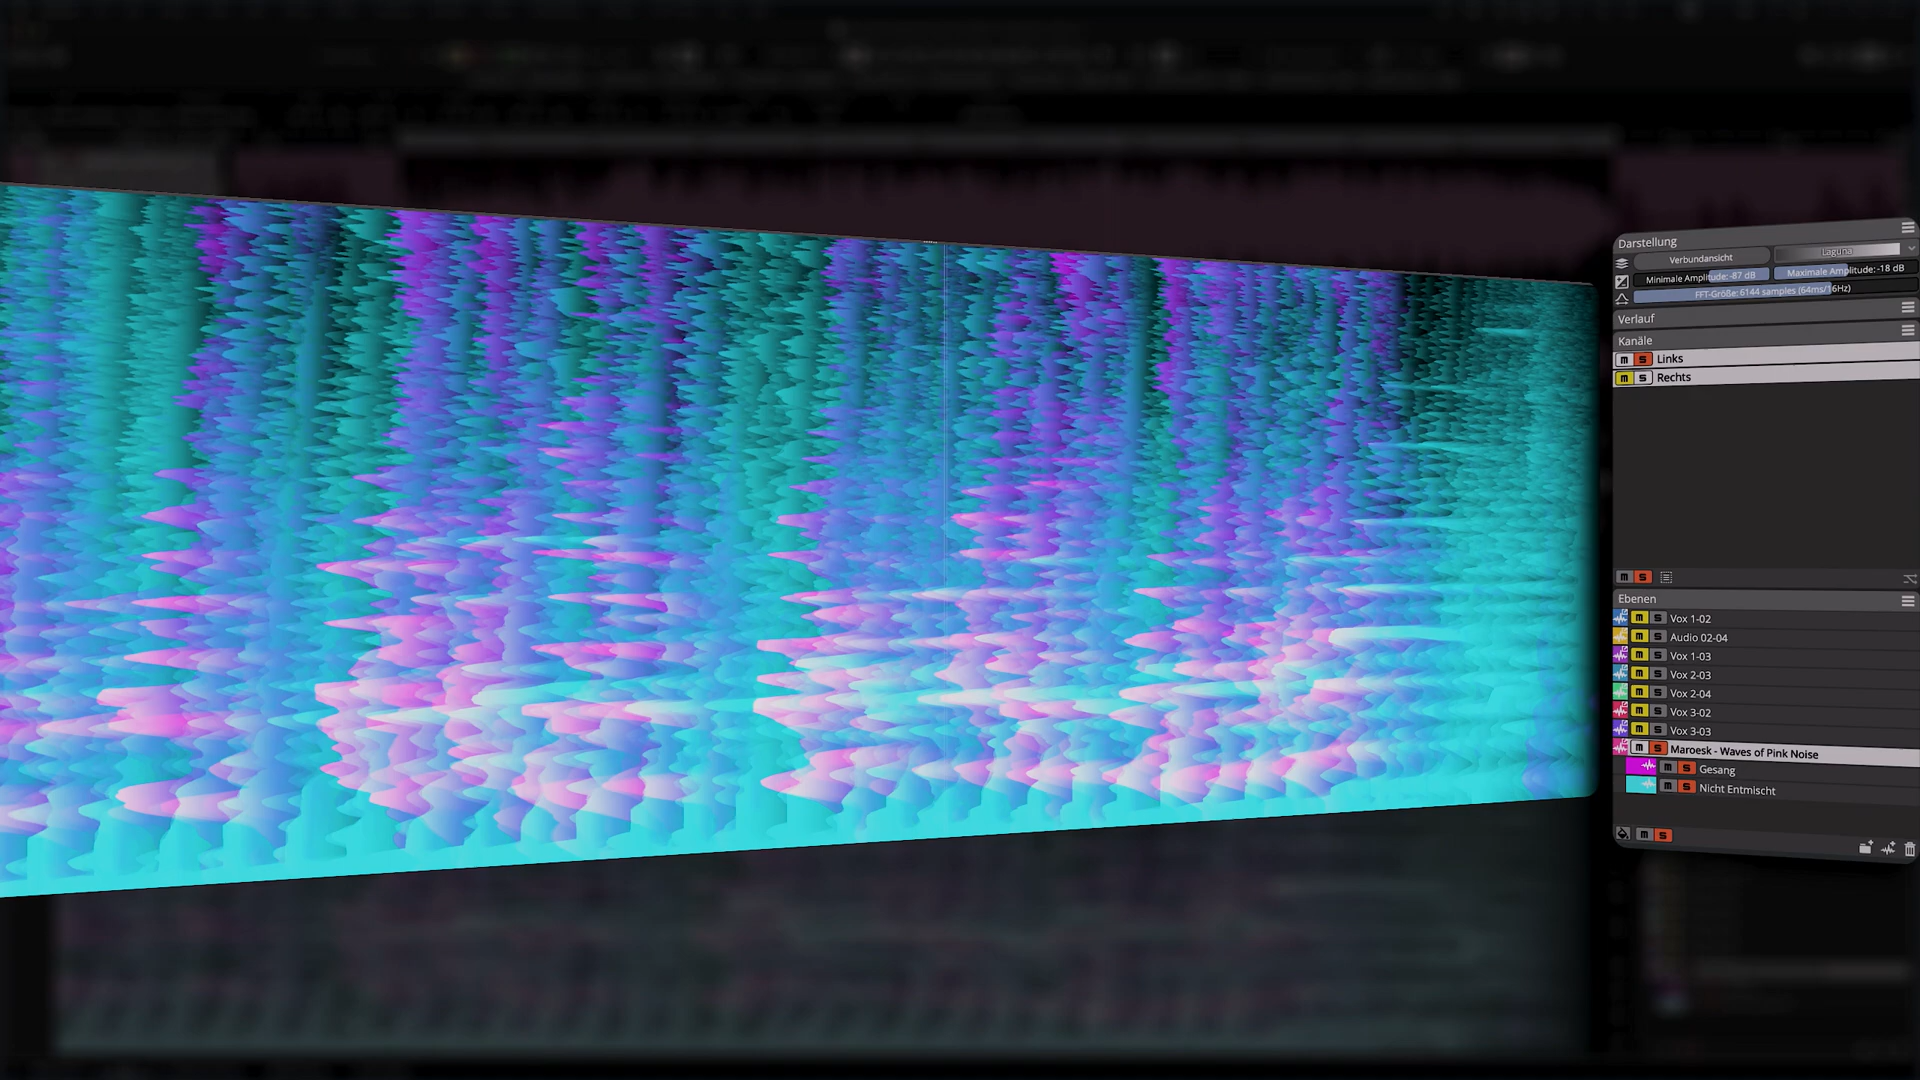 Darstellung
Verbundansicht
Laguna
Minimale Amplitude: -87 dB
Maximale Amplitude: -18 dB
FFT-Größe: 6144 samples (64ms/16Hz)
Verlauf
Kanäle
m S Links
m S Rechts
m S
Ebenen
m S Vox 1-02
m S Audio 02-04
m S Vox 1-03
m S Vox 2-03
m S Vox 2-04
m S Vox 3-02
m S Vox 3-03
m S Maroesk - Waves of Pink Noise
m S Gesang
m S Nicht Entmischt
m S